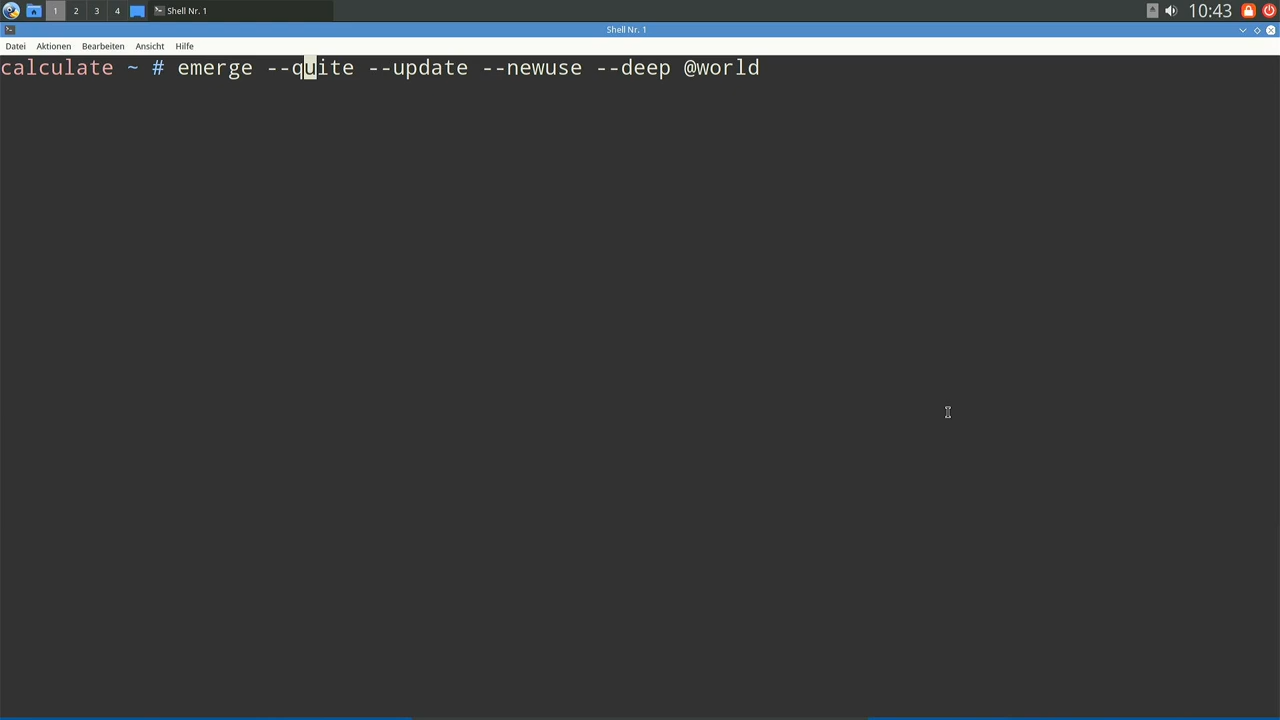 1 2 3 4 Shell Nr. 1 10:43
Shell Nr. 1
Datei Aktionen Bearbeiten Ansicht Hilfe
calculate ~ # emerge --quite --update --newuse --deep @world